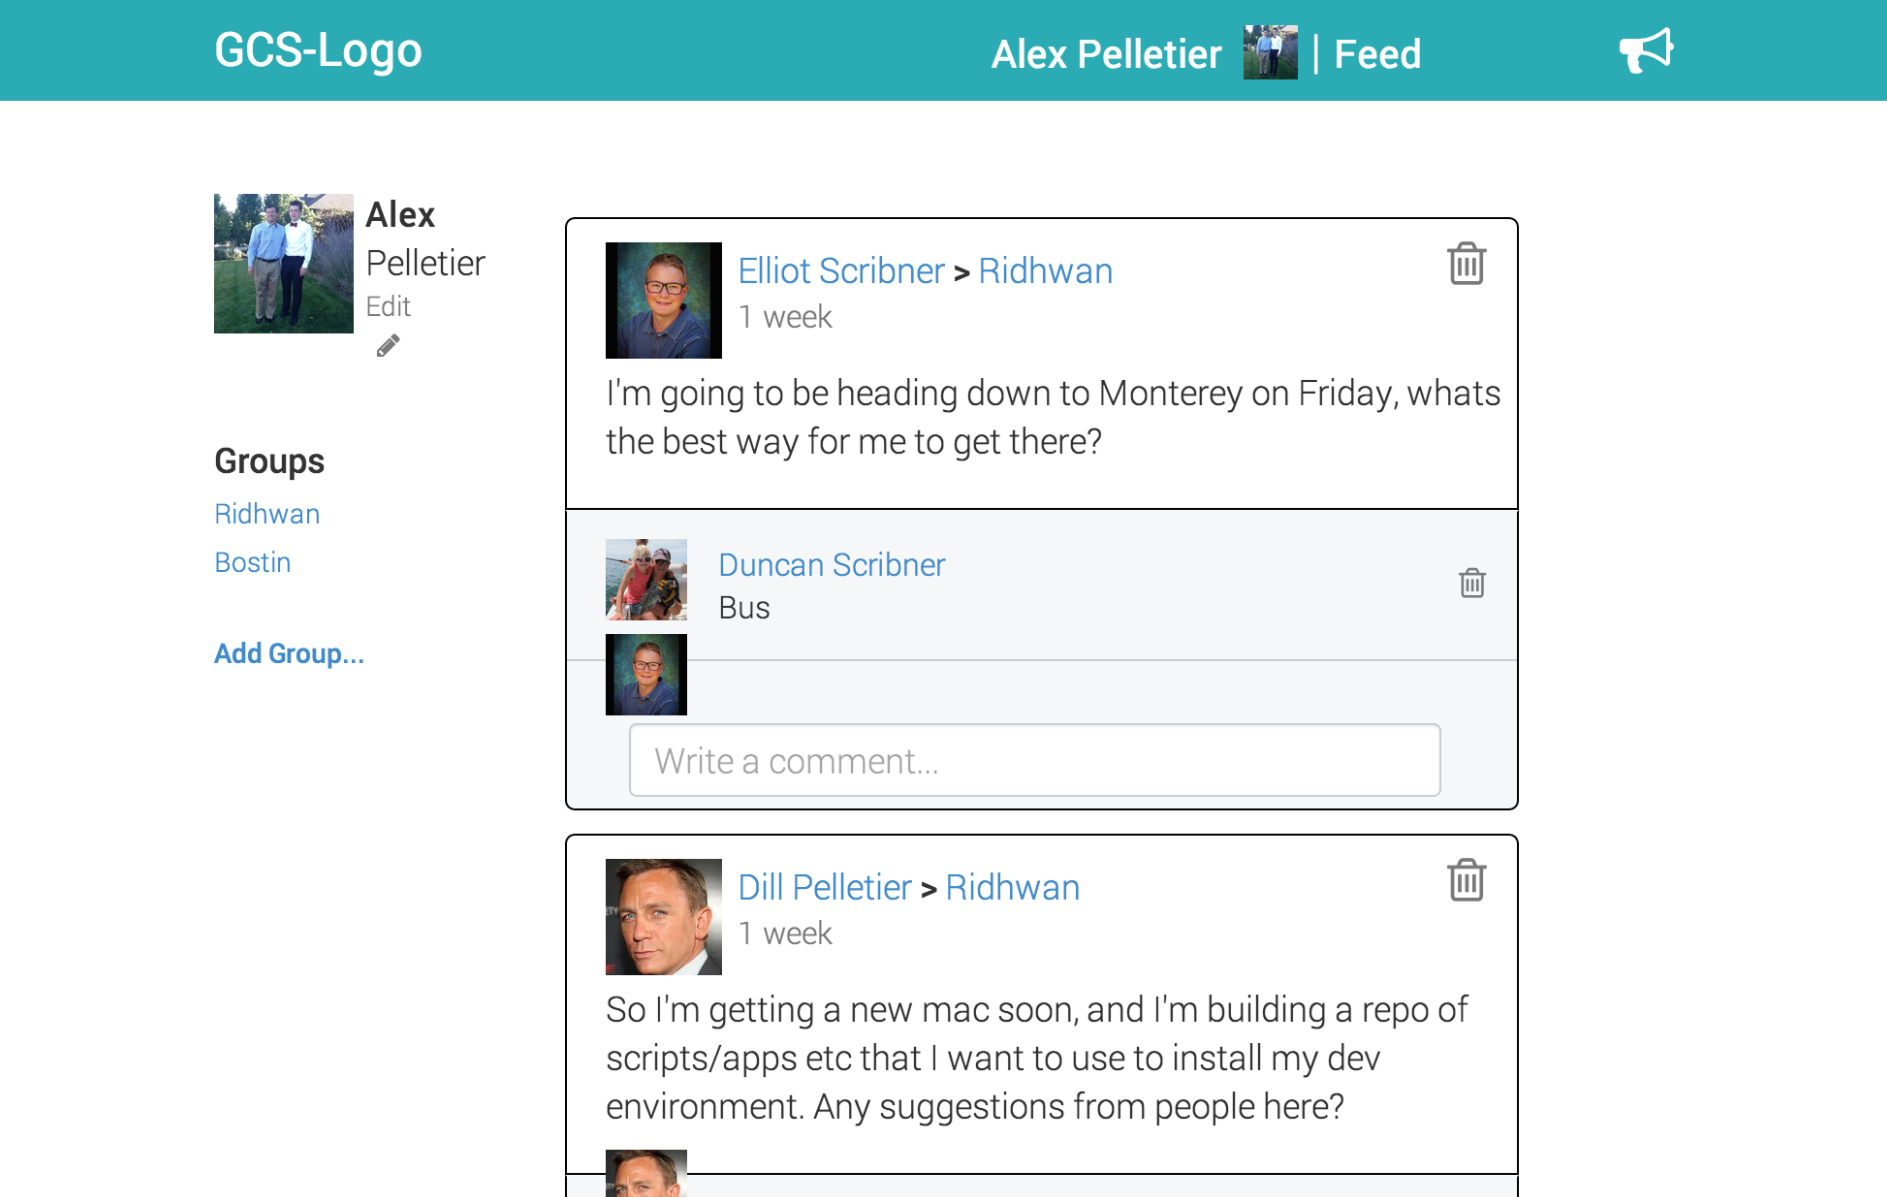 GCS-Logo
Alex Pelletier | Feed
Alex
Pelletier
Edit
Groups
Ridhwan
Bostin
Add Group...
Elliot Scribner > Ridhwan
1 week
I'm going to be heading down to Monterey on Friday, whats
the best way for me to get there?
Duncan Scribner
Bus
Write a comment...
Dill Pelletier > Ridhwan
1 week
So I'm getting a new mac soon, and I'm building a repo of
scripts/apps etc that I want to use to install my dev
environment. Any suggestions from people here?